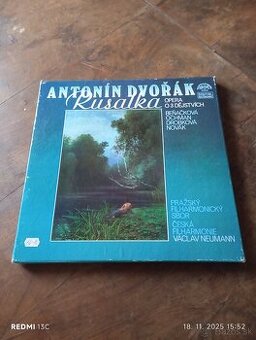 ANTONÍN DVOŘÁK
Rusalka
OPERA
O 3 DĚJSTVÍCH
BEŇAČKOVÁ
OCHMAN
DROBKOVÁ
NOVÁK
PRAŽSKÝ
FILHARMONICKÝ
SBOR
ČESKÁ
FILHARMONIE
VÁCLAV NEUMANN
REDMI 13C
18. 11. 2025 15:52